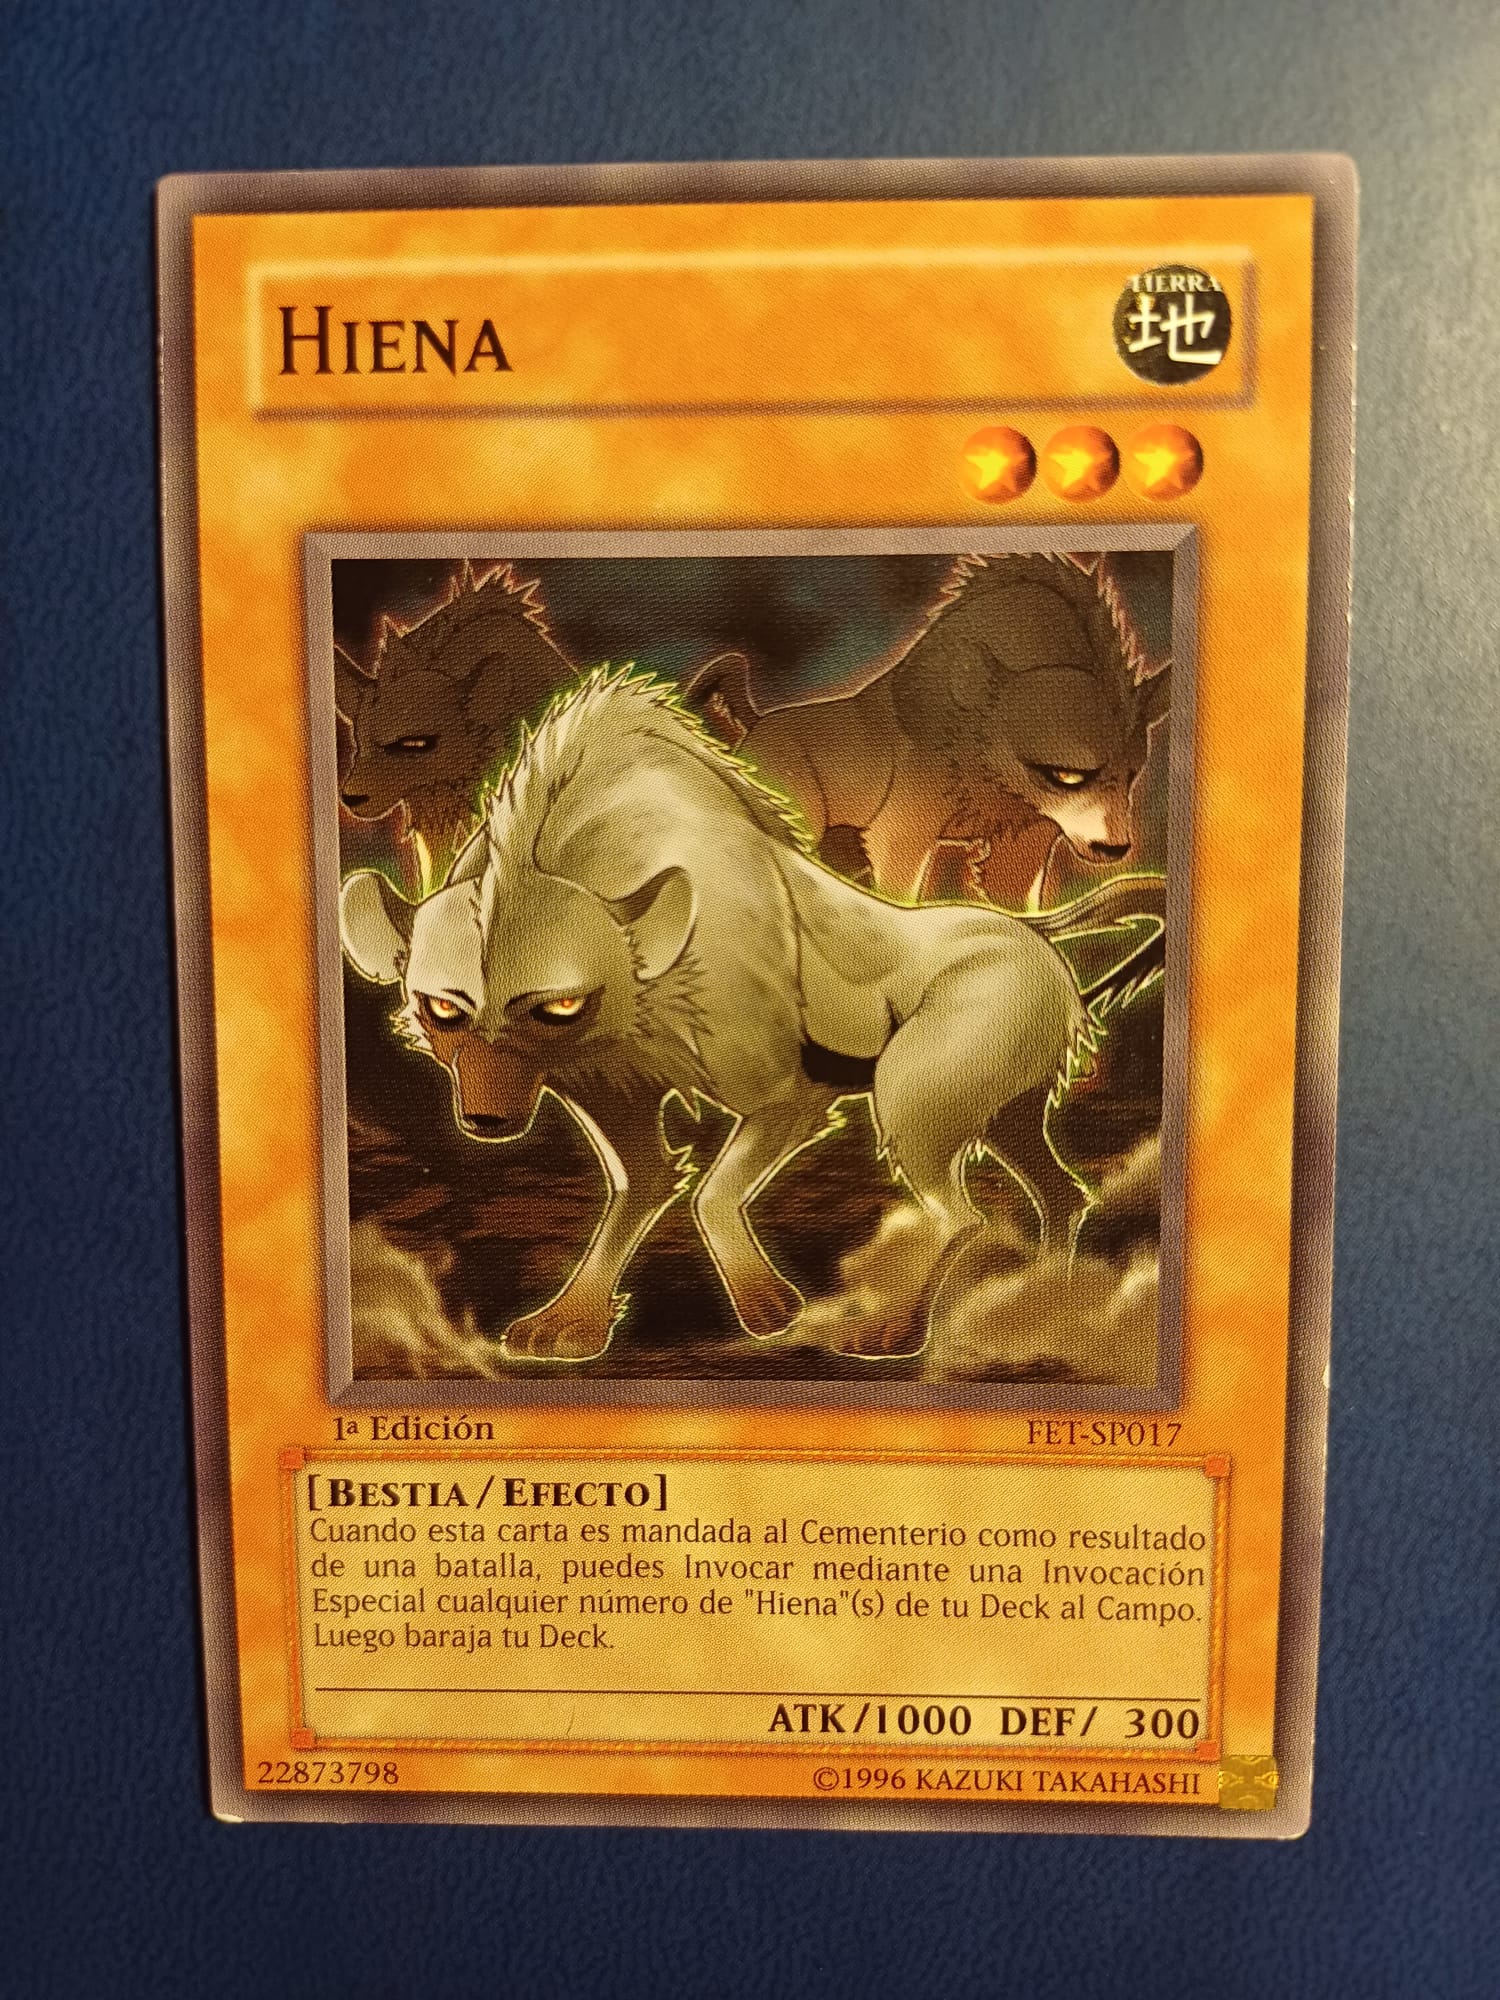 HIENA
TIERRA
地
1ª Edición
FET-SP017
[BESTIA/EFECTO]
Cuando esta carta es mandada al Cementerio como resultado
de una batalla, puedes Invocar mediante una Invocación
Especial cualquier número de "Hiena"(s) de tu Deck al Campo.
Luego baraja tu Deck.
ATK/1000 DEF/ 300
22873798
©1996 KAZUKI TAKAHASHI